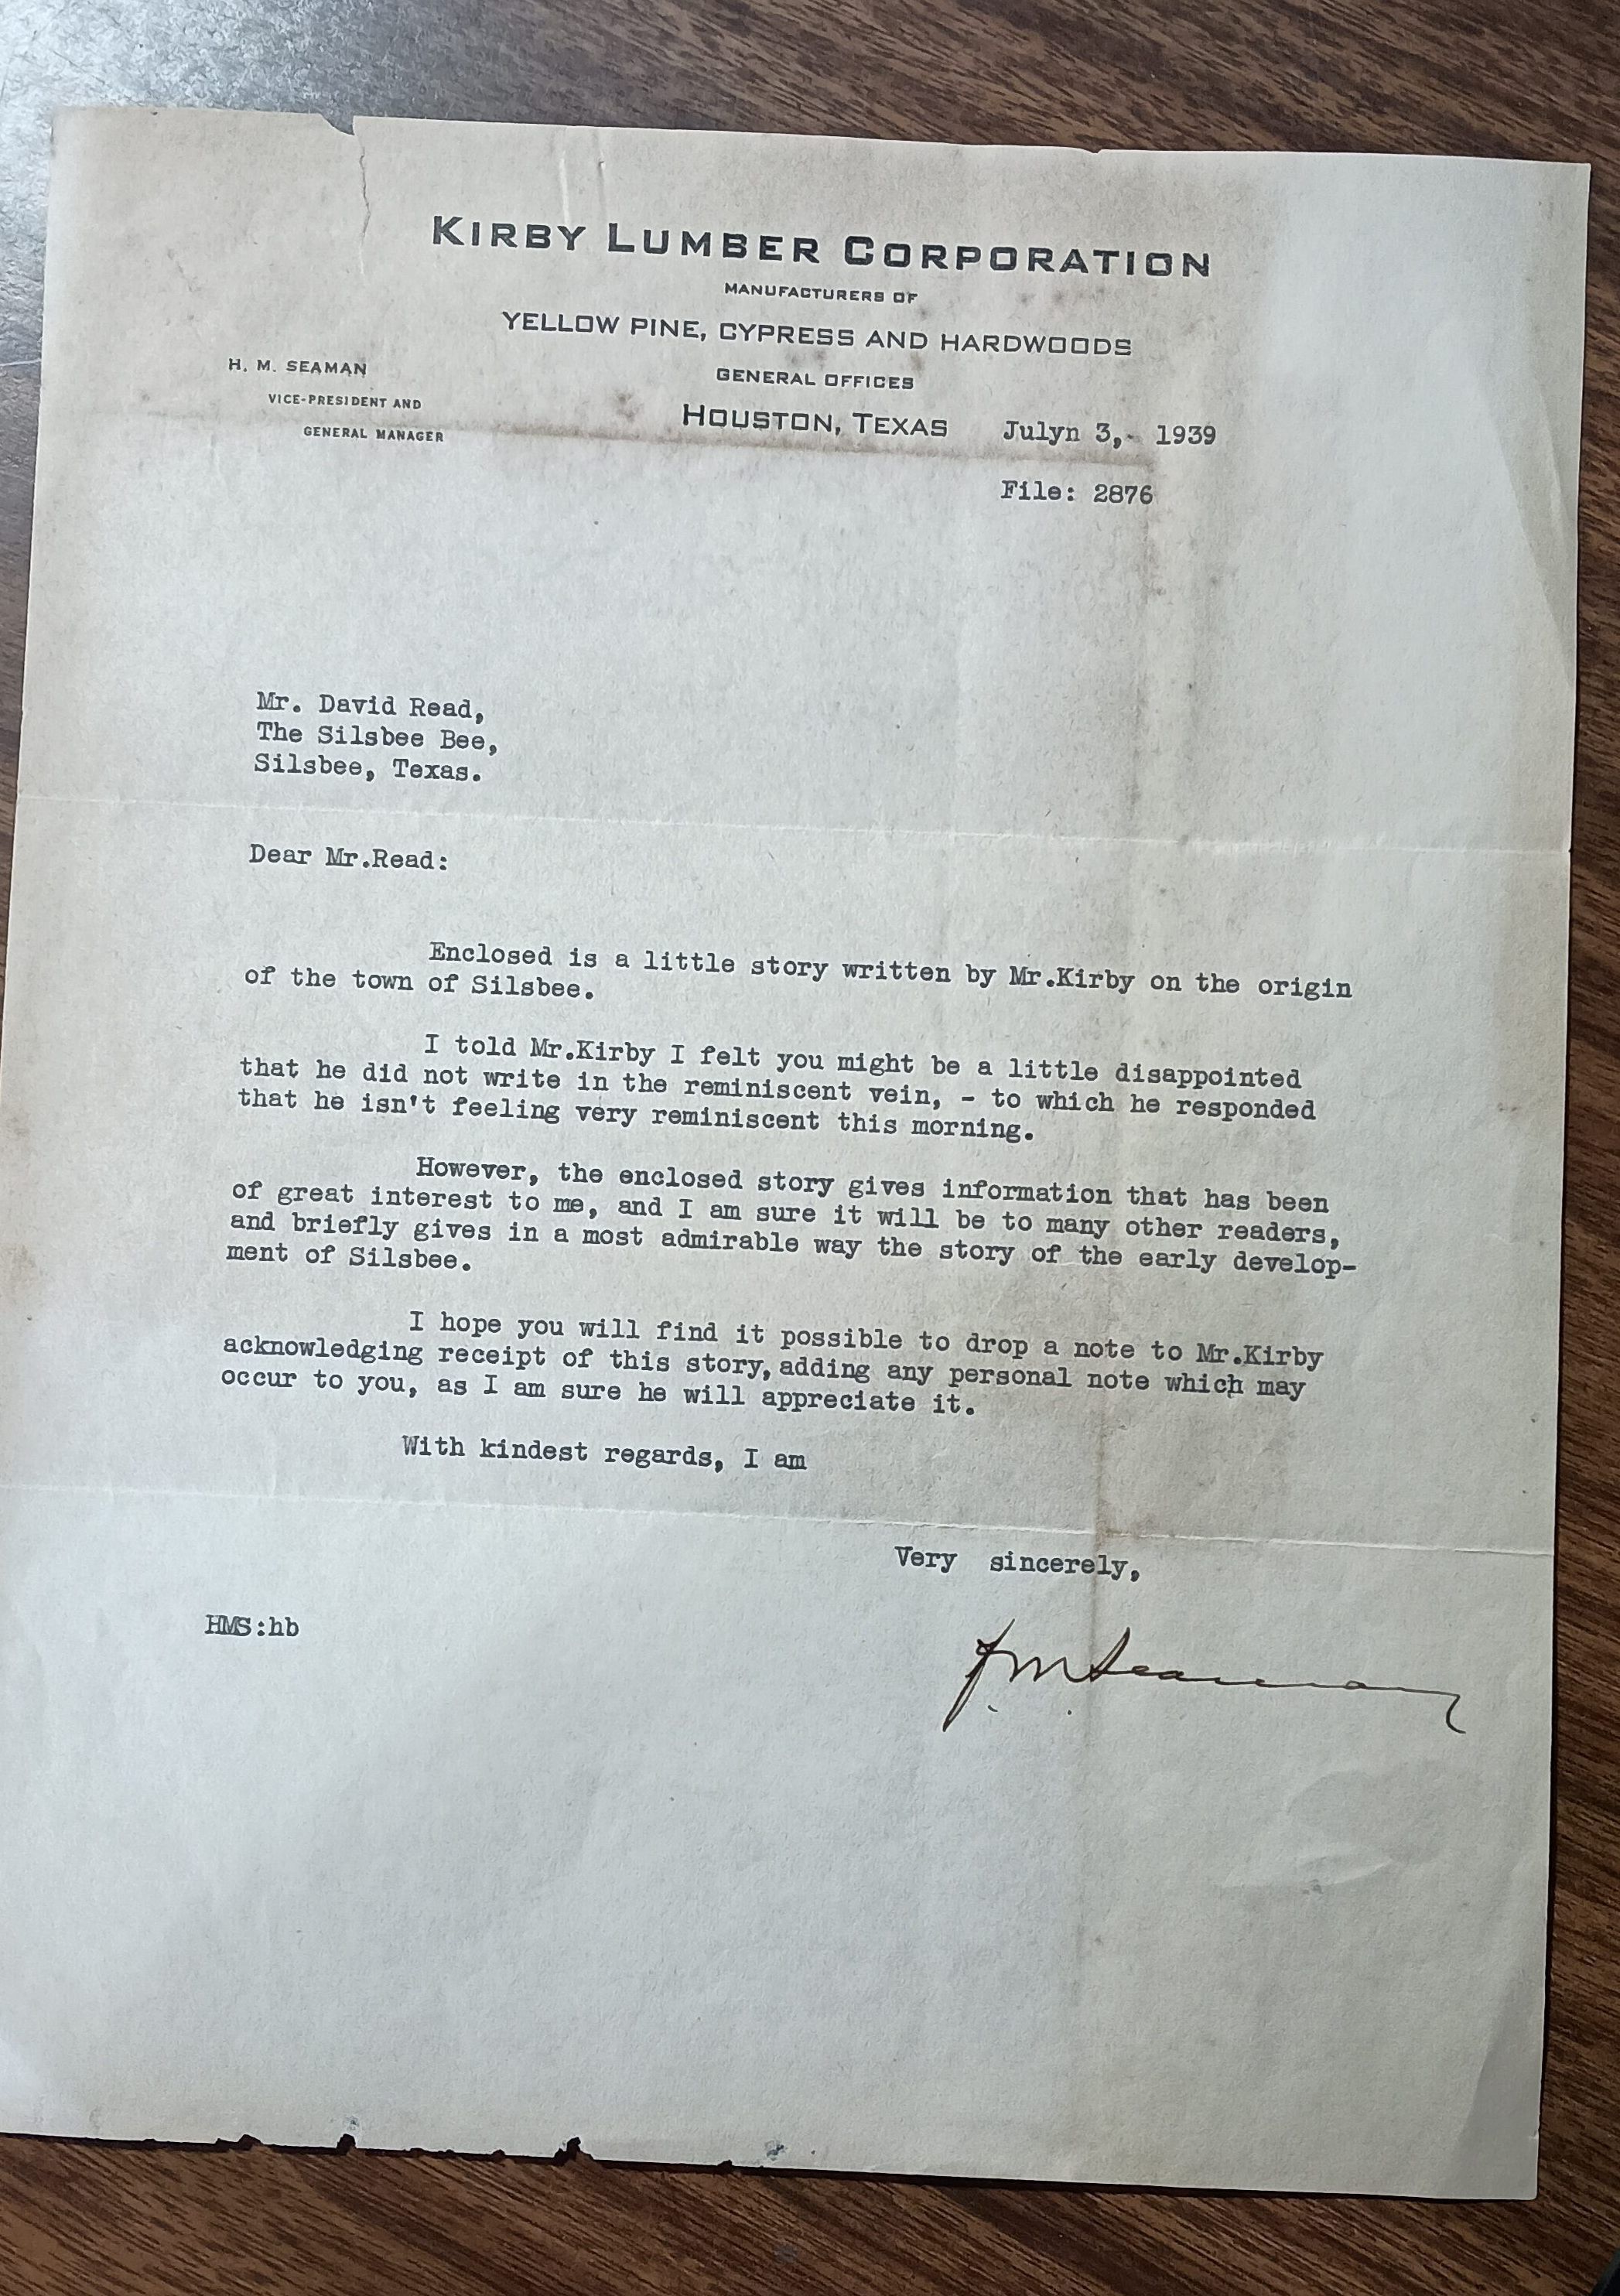 KIRBY LUMBER CORPORATION
MANUFACTURERS OF
YELLOW PINE, CYPRESS AND HARDWOODS
H. M. SEAMAN
VICE-PRESIDENT AND
GENERAL MANAGER
GENERAL OFFICES
HOUSTON, TEXAS Julyn 3,- 1939
File: 2876
Mr. David Read,
The Silsbee Bee,
Silsbee, Texas.
Dear Mr.Read:
Enclosed is a little story written by Mr.Kirby on the origin
of the town of Silsbee.
I told Mr.Kirby I felt you might be a little disappointed
that he did not write in the reminiscent vein, - to which he responded
that he isn't feeling very reminiscent this morning.
However, the enclosed story gives information that has been
of great interest to me, and I am sure it will be to many other readers,
and briefly gives in a most admirable way the story of the early develop-
ment of Silsbee.
I hope you will find it possible to drop a note to Mr.Kirby
acknowledging receipt of this story, adding any personal note which may
occur to you, as I am sure he will appreciate it.
With kindest regards, I am
Very sincerely,
HMS:hb
H. M. Seaman